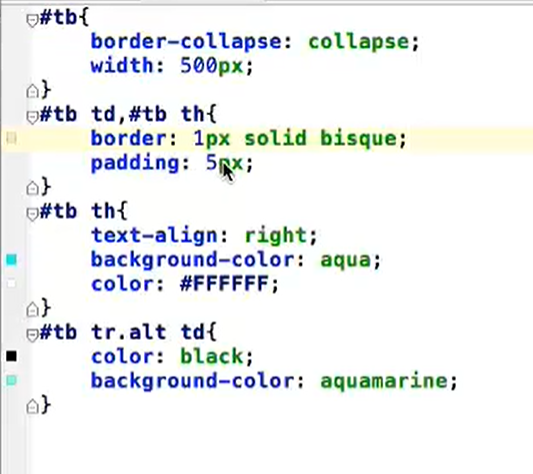 #tb{
border-collapse: collapse;
width: 500px;
}
#tb td,#tb th{
border: 1px solid bisque;
padding: 5px;
}
#tb th{
text-align: right;
background-color: aqua;
color: #FFFFFF;
}
#tb tr.alt td{
color: black;
background-color: aquamarine;
}